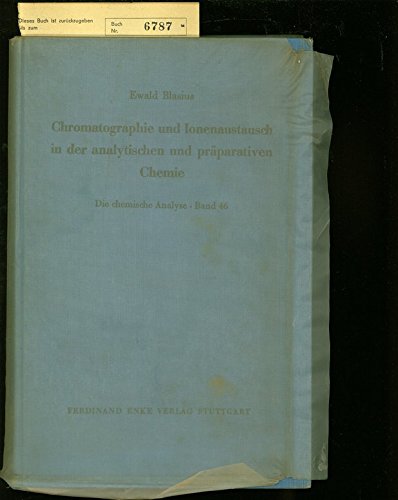 Dieses Buch ist zurückzugeben
bis zum
Buch
Nr.
6787
Ewald Blasius
Chromatographie und Ionenaustausch
in der analytischen und präparativen
Chemie
Die chemische Analyse · Band 46
FERDINAND ENKE VERLAG STUTTGART